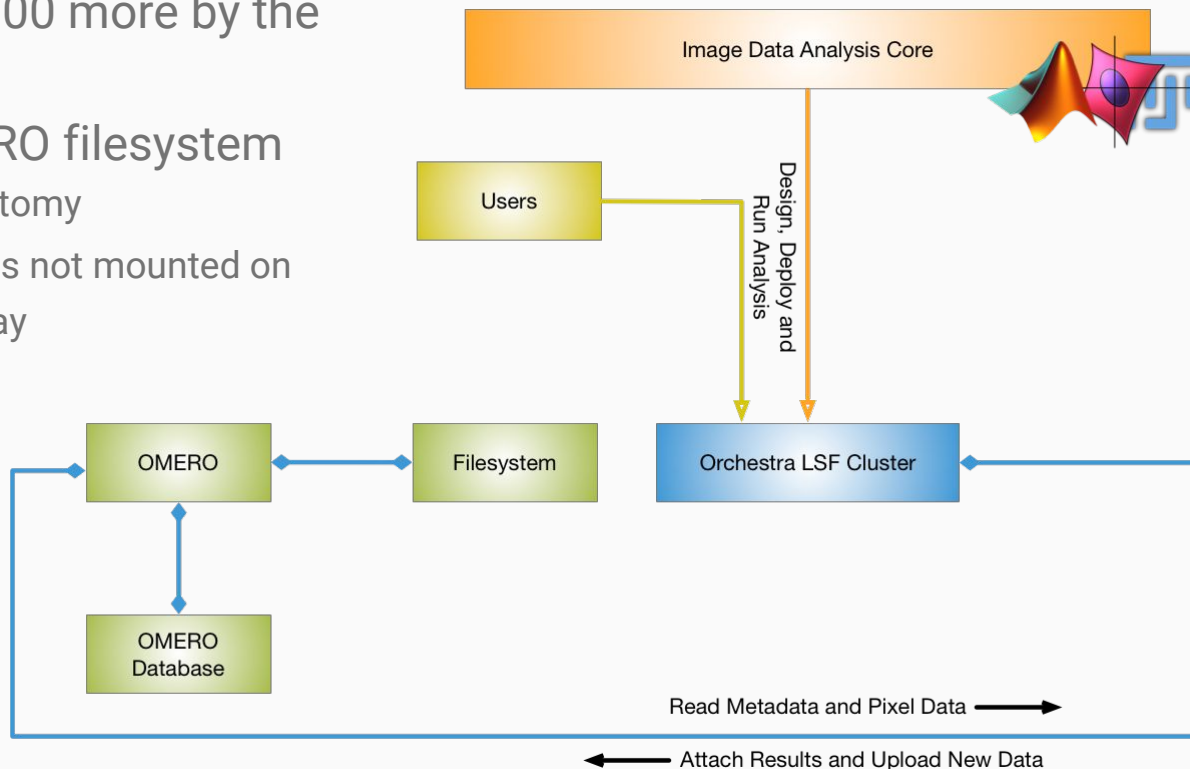 00 more by the
RO filesystem
tomy
s not mounted on
ay
Image Data Analysis Core
Users
Design, Deploy and
Run Analysis
OMERO
Filesystem
Orchestra LSF Cluster
OMERO
Database
Read Metadata and Pixel Data
Attach Results and Upload New Data